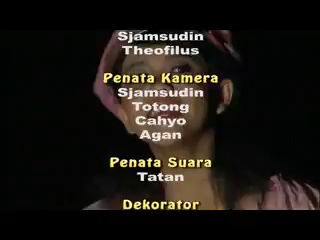 Sjamsudin
Theofilus
Penata Kamera
Sjamsudin
Totong
Cahyo
Agan
Penata Suara
Tatan
Dekorator